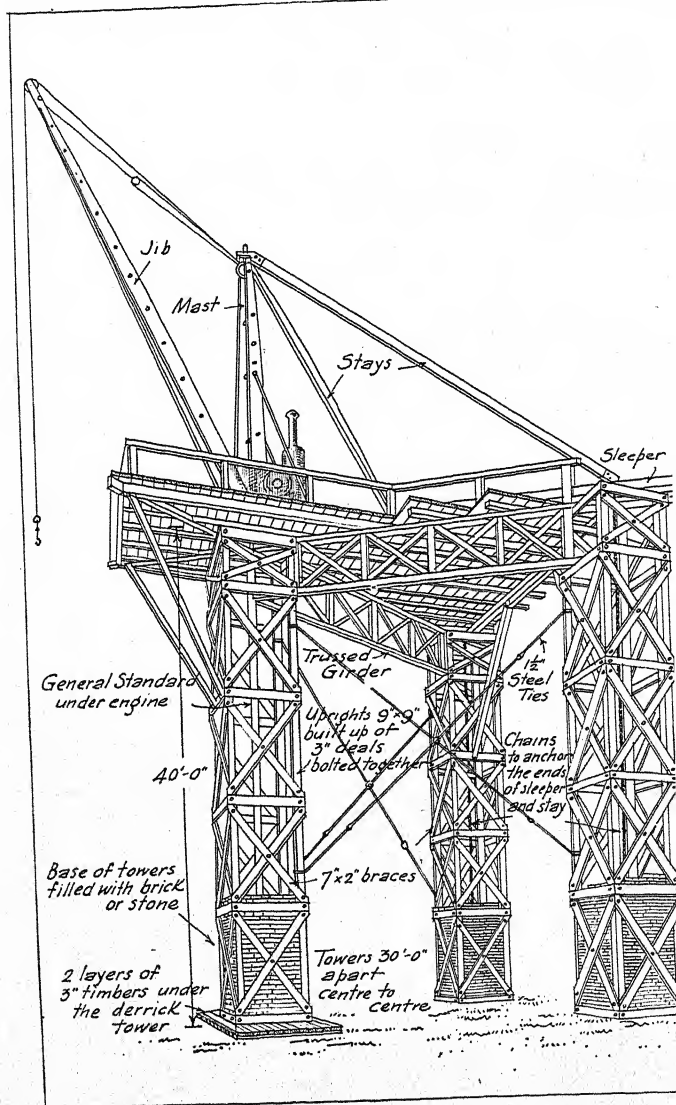 Jib
Mast
Stays
Sleeper
Trussed
Girder
1½"
Steel
Ties
General Standard
under engine
Uprights 9"x9"
built up of
3" deals
bolted together
Chains
to anchor
the ends
of sleeper
and stay
40'-0"
7"x2" braces
Base of towers
filled with brick
or stone
Towers 30'-0"
apart
centre to
centre
2 layers of
3" timbers under
the derrick
tower